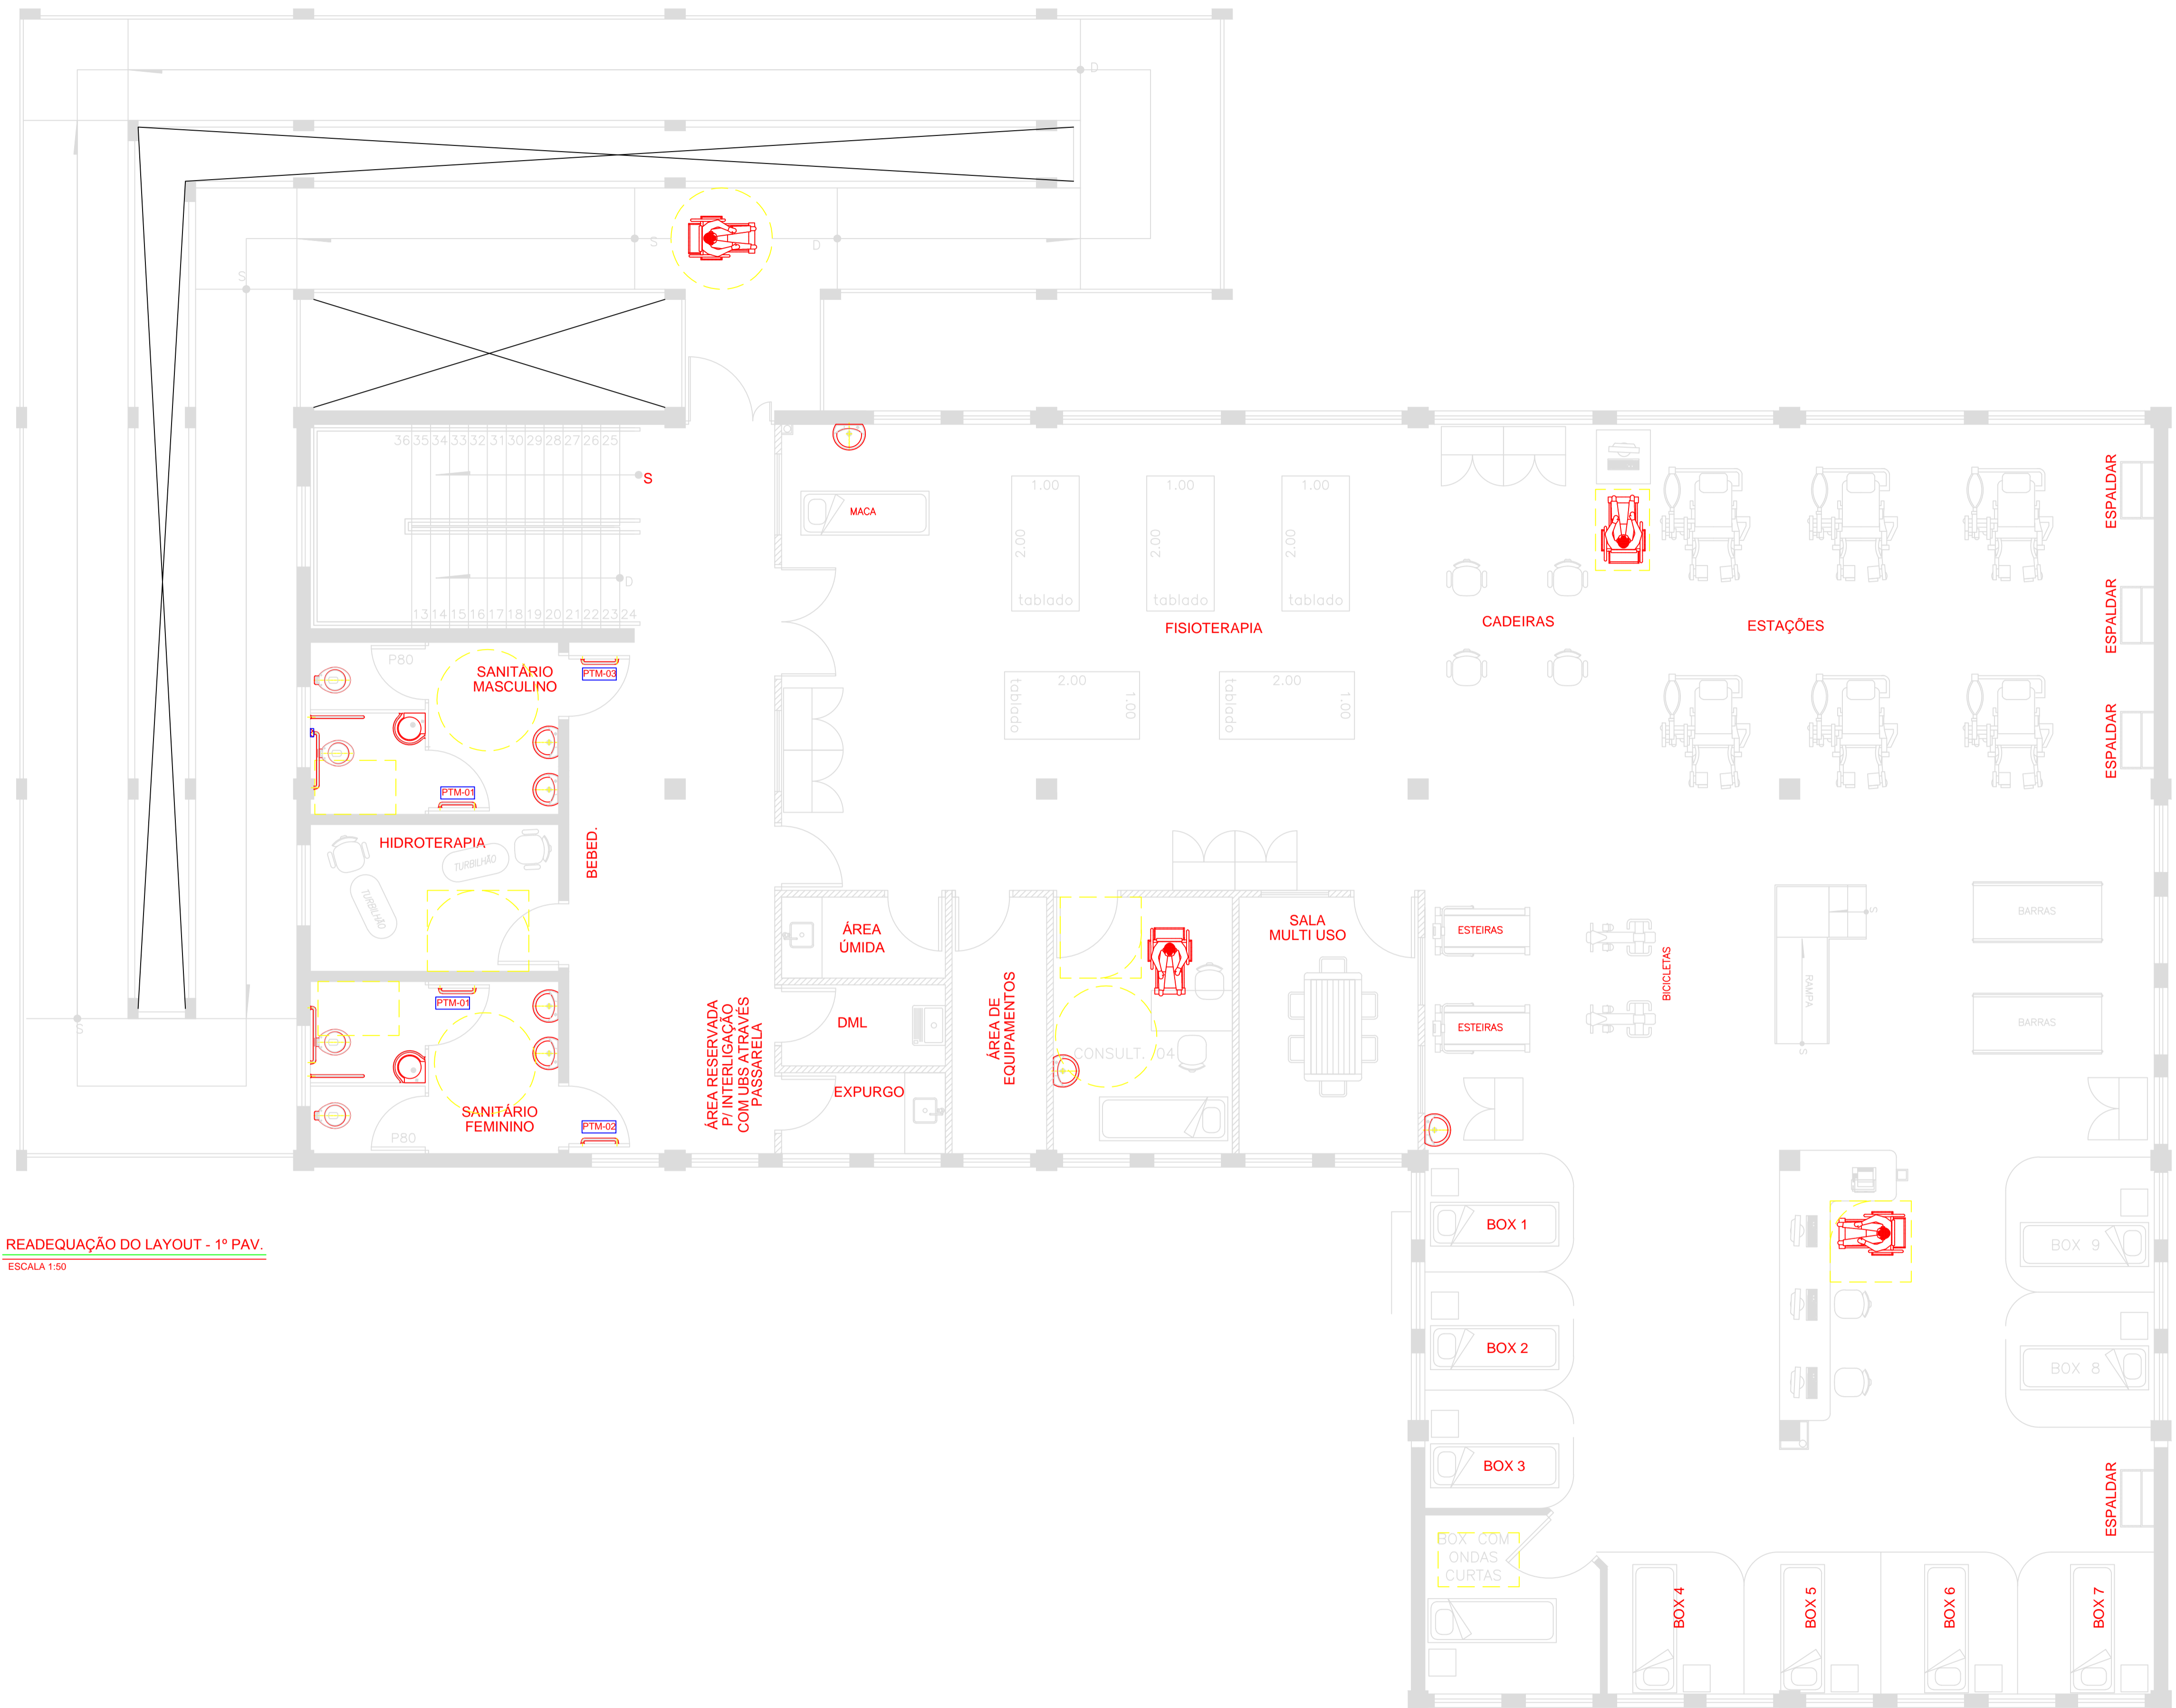 D
S
D
S
36 35 34 33 32 31 30 29 28 27 26 25
S
D
13 14 15 16 17 18 19 20 21 22 23 24
MACA
1.00
2.00
tablado
1.00
2.00
tablado
1.00
2.00
tablado
FISIOTERAPIA
CADEIRAS
ESTAÇÕES
ESPALDAR
ESPALDAR
ESPALDAR
2.00
1.00
tablado
2.00
1.00
tablado
P80
SANITÁRIO
MASCULINO
PTM-03
PTM-01
HIDROTERAPIA
TURBILHÃO
TURBILHÃO
BEBED.
PTM-01
SANITÁRIO
FEMININO
P80
PTM-02
S
ÁREA RESERVADA
P/ INTERLIGAÇÃO
COM UBS ATRAVÉS
PASSARELA
ÁREA
ÚMIDA
DML
EXPURGO
ÁREA DE
EQUIPAMENTOS
CONSULT. 04
SALA
MULTI USO
ESTEIRAS
ESTEIRAS
BICICLETAS
S
RAMPA
S
BARRAS
BARRAS
BOX 1
BOX 2
BOX 3
BOX 9
BOX 8
ESPALDAR
BOX COM
ONDAS
CURTAS
BOX 4
BOX 5
BOX 6
BOX 7
READEQUAÇÃO DO LAYOUT - 1º PAV.
ESCALA 1:50